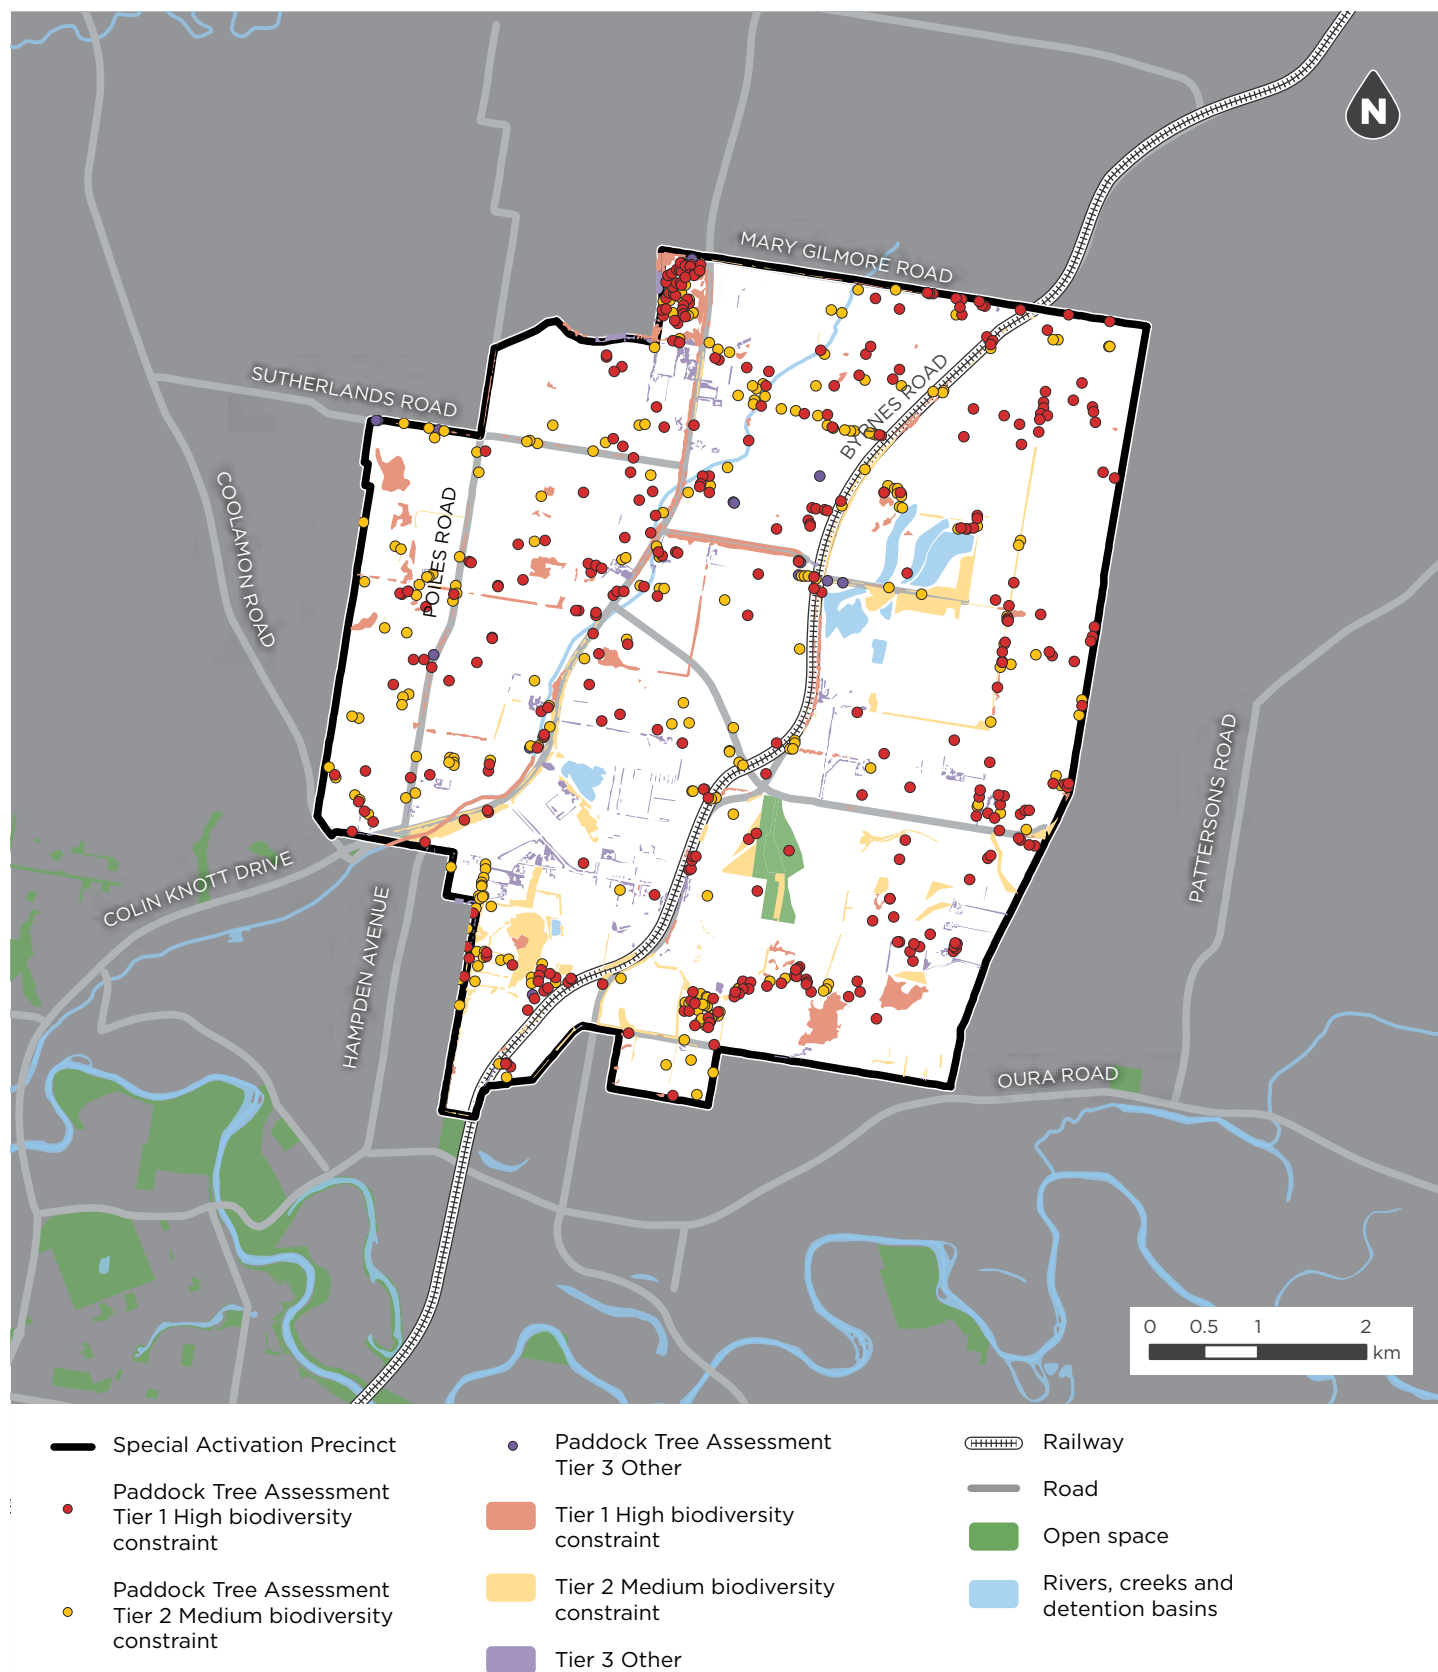 N
MARY GILMORE ROAD
BYRNES ROAD
SUTHERLANDS ROAD
POILES ROAD
COOLAMON ROAD
PATTERSONS ROAD
COLIN KNOTT DRIVE
HAMPDEN AVENUE
OURA ROAD
0 0.5 1 2
km
Special Activation Precinct
Paddock Tree Assessment
Tier 1 High biodiversity
constraint
Paddock Tree Assessment
Tier 2 Medium biodiversity
constraint
Paddock Tree Assessment
Tier 3 Other
Tier 1 High biodiversity
constraint
Tier 2 Medium biodiversity
constraint
Tier 3 Other
Railway
Road
Open space
Rivers, creeks and
detention basins